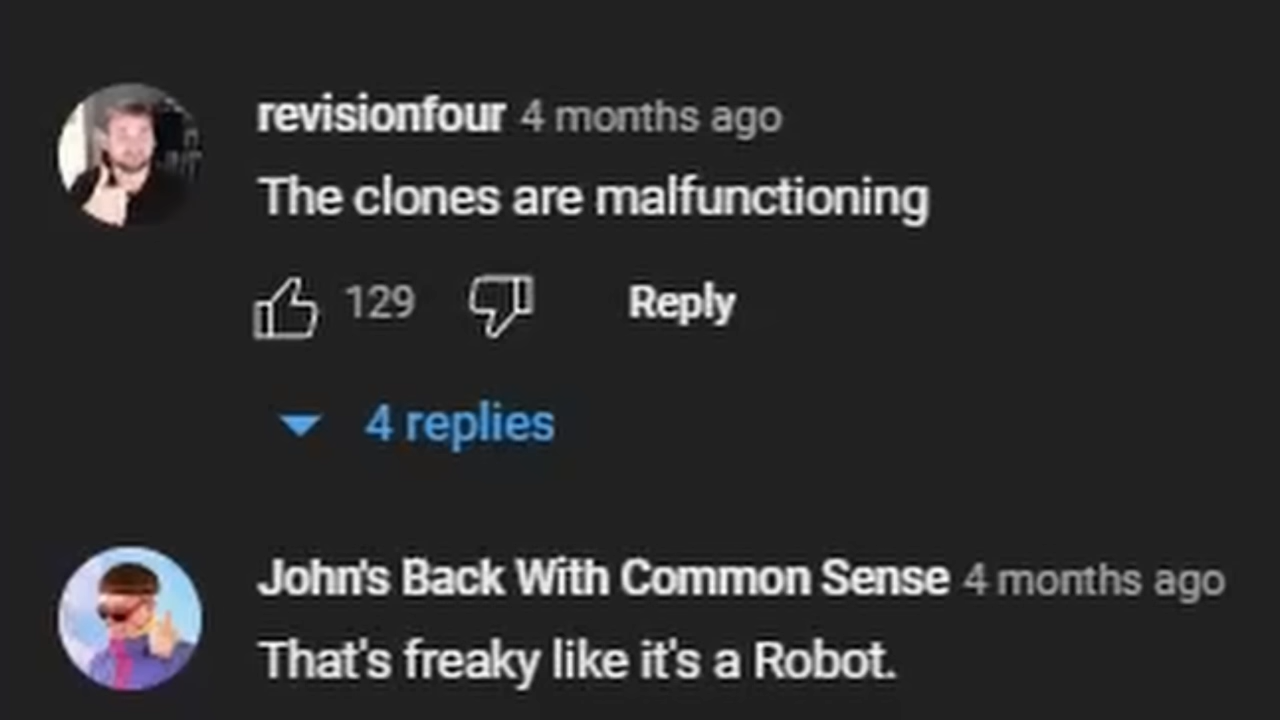 revisionfour 4 months ago
The clones are malfunctioning
129 Reply
4 replies
John's Back With Common Sense 4 months ago
That's freaky like it's a Robot.